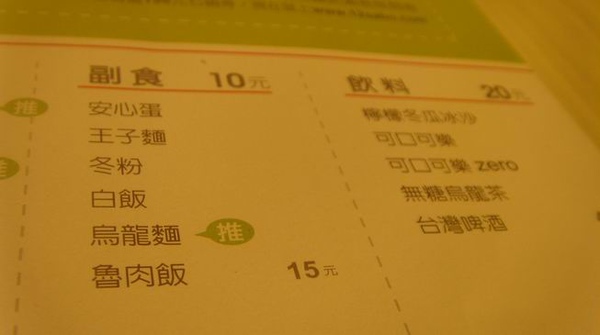 副食 10元
推 安心蛋
王子麵
冬粉
白飯
烏龍麵 推
魯肉飯 15元
飲料 20元
檸檬冬瓜冰沙
可口可樂
可口可樂 zero
無糖烏龍茶
台灣啤酒